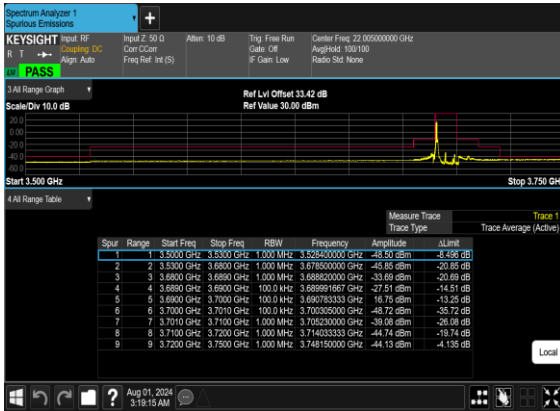 Spectrum Analyzer 1
Spurious Emissions
KEYSIGHT Input: RF Input Z: 50 Ω Atten: 10 dB Trig: Free Run Center Freq: 22.005000000 GHz
R T Coupling: DC Corr CCorr Gate: Off Avg|Hold: 100/100
Align: Auto Freq Ref: Int (S) IF Gain: Low Radio Std: None
PASS
3 All Range Graph Ref Lvl Offset 33.42 dB
Scale/Div 10.0 dB Ref Value 30.00 dBm
20.0
0.00
-20.0
-40.0
-60.0
Start 3.500 GHz Stop 3.750 GH
4 All Range Table
Measure Trace Trace 1
Trace Type Trace Average (Active)
Spur Range Start Freq Stop Freq RBW Frequency Amplitude ΔLimit
1 1 3.5000 GHz 3.5300 GHz 1.000 MHz 3.528400000 GHz -48.50 dBm -8.496 dB
2 2 3.5300 GHz 3.6800 GHz 1.000 MHz 3.678500000 GHz -45.85 dBm -20.85 dB
3 3 3.6800 GHz 3.6890 GHz 1.000 MHz 3.688820000 GHz -33.69 dBm -20.69 dB
4 4 3.6890 GHz 3.6900 GHz 100.0 kHz 3.689991667 GHz -27.51 dBm -14.51 dB
5 5 3.6900 GHz 3.7000 GHz 100.0 kHz 3.690783333 GHz 16.75 dBm -13.25 dB
6 6 3.7000 GHz 3.7010 GHz 100.0 kHz 3.700305000 GHz -48.72 dBm -35.72 dB
7 7 3.7010 GHz 3.7100 GHz 1.000 MHz 3.705230000 GHz -39.08 dBm -26.08 dB
8 8 3.7100 GHz 3.7200 GHz 1.000 MHz 3.714033333 GHz -44.74 dBm -19.74 dB
9 9 3.7200 GHz 3.7500 GHz 1.000 MHz 3.748150000 GHz -44.13 dBm -4.135 dB
Local
Aug 01, 2024
3:19:15 AM